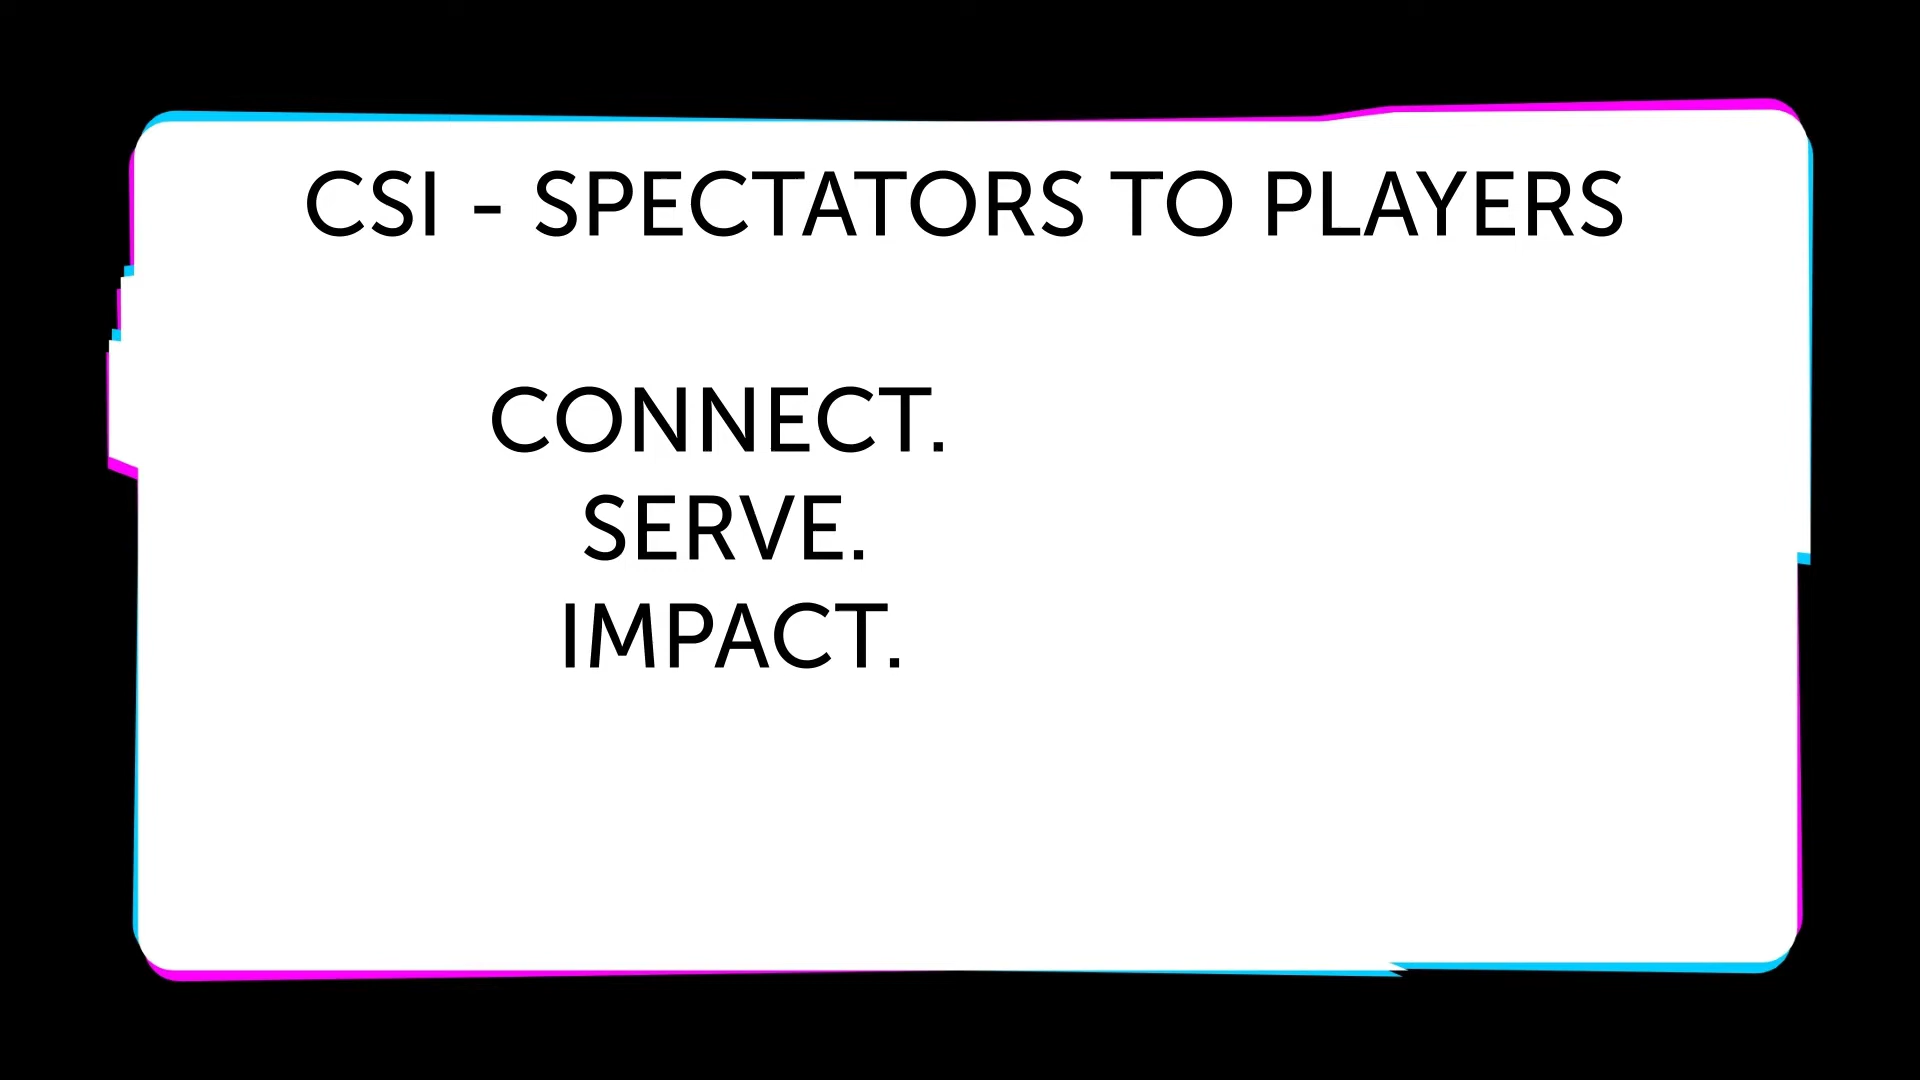 CSI - SPECTATORS TO PLAYERS
CONNECT.
SERVE.
IMPACT.